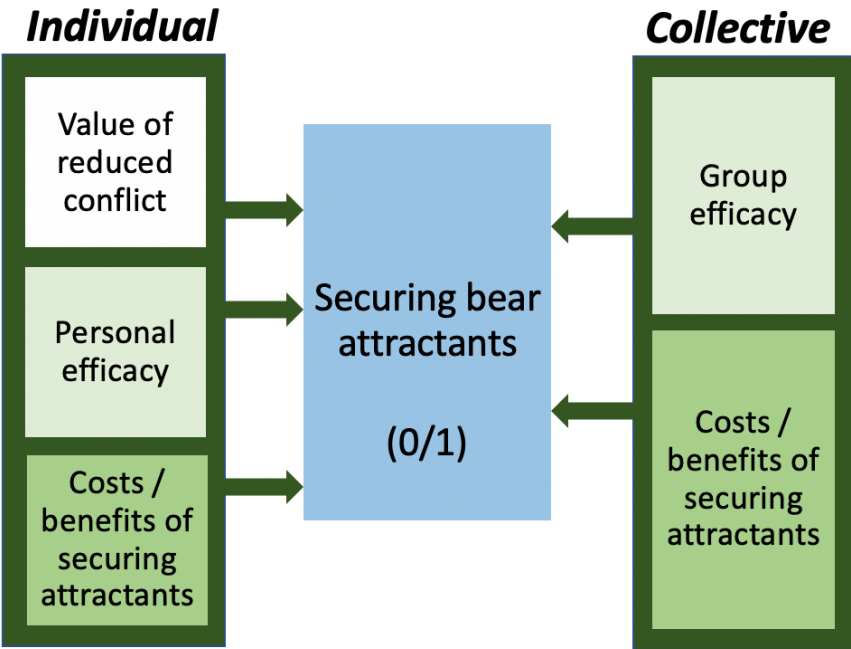 Individual
Value of
reduced
conflict
Personal
efficacy
Costs /
benefits of
securing
attractants
Securing bear
attractants
(0/1)
Collective
Group
efficacy
Costs /
benefits of
securing
attractants